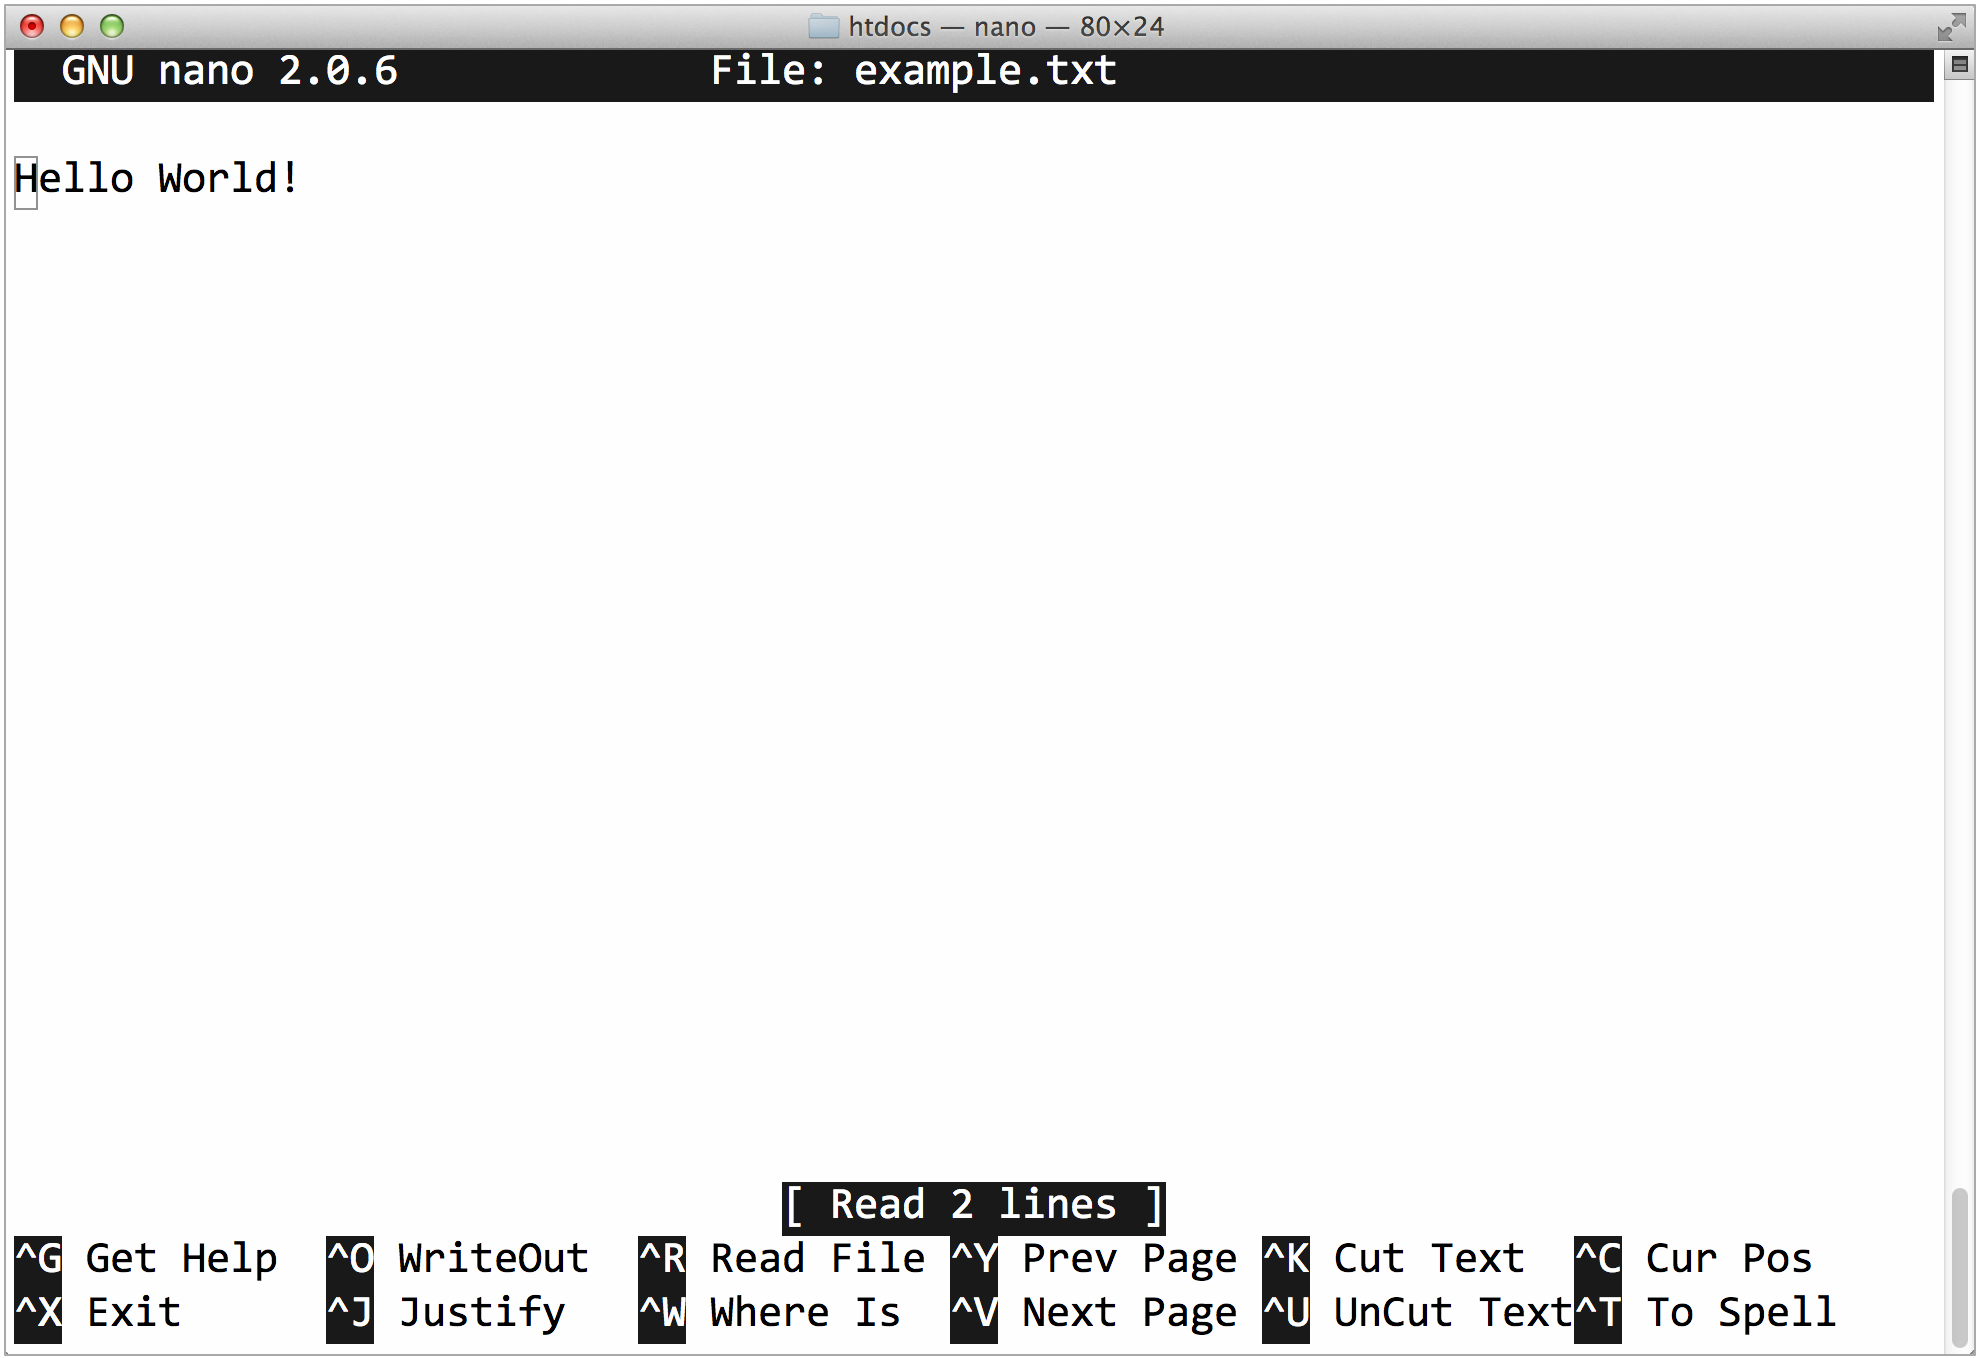 htdocs — nano — 80×24
GNU nano 2.0.6 File: example.txt
Hello World!
[ Read 2 lines ]
^G Get Help ^O WriteOut ^R Read File ^Y Prev Page ^K Cut Text ^C Cur Pos
^X Exit ^J Justify ^W Where Is ^V Next Page ^U UnCut Text ^T To Spell